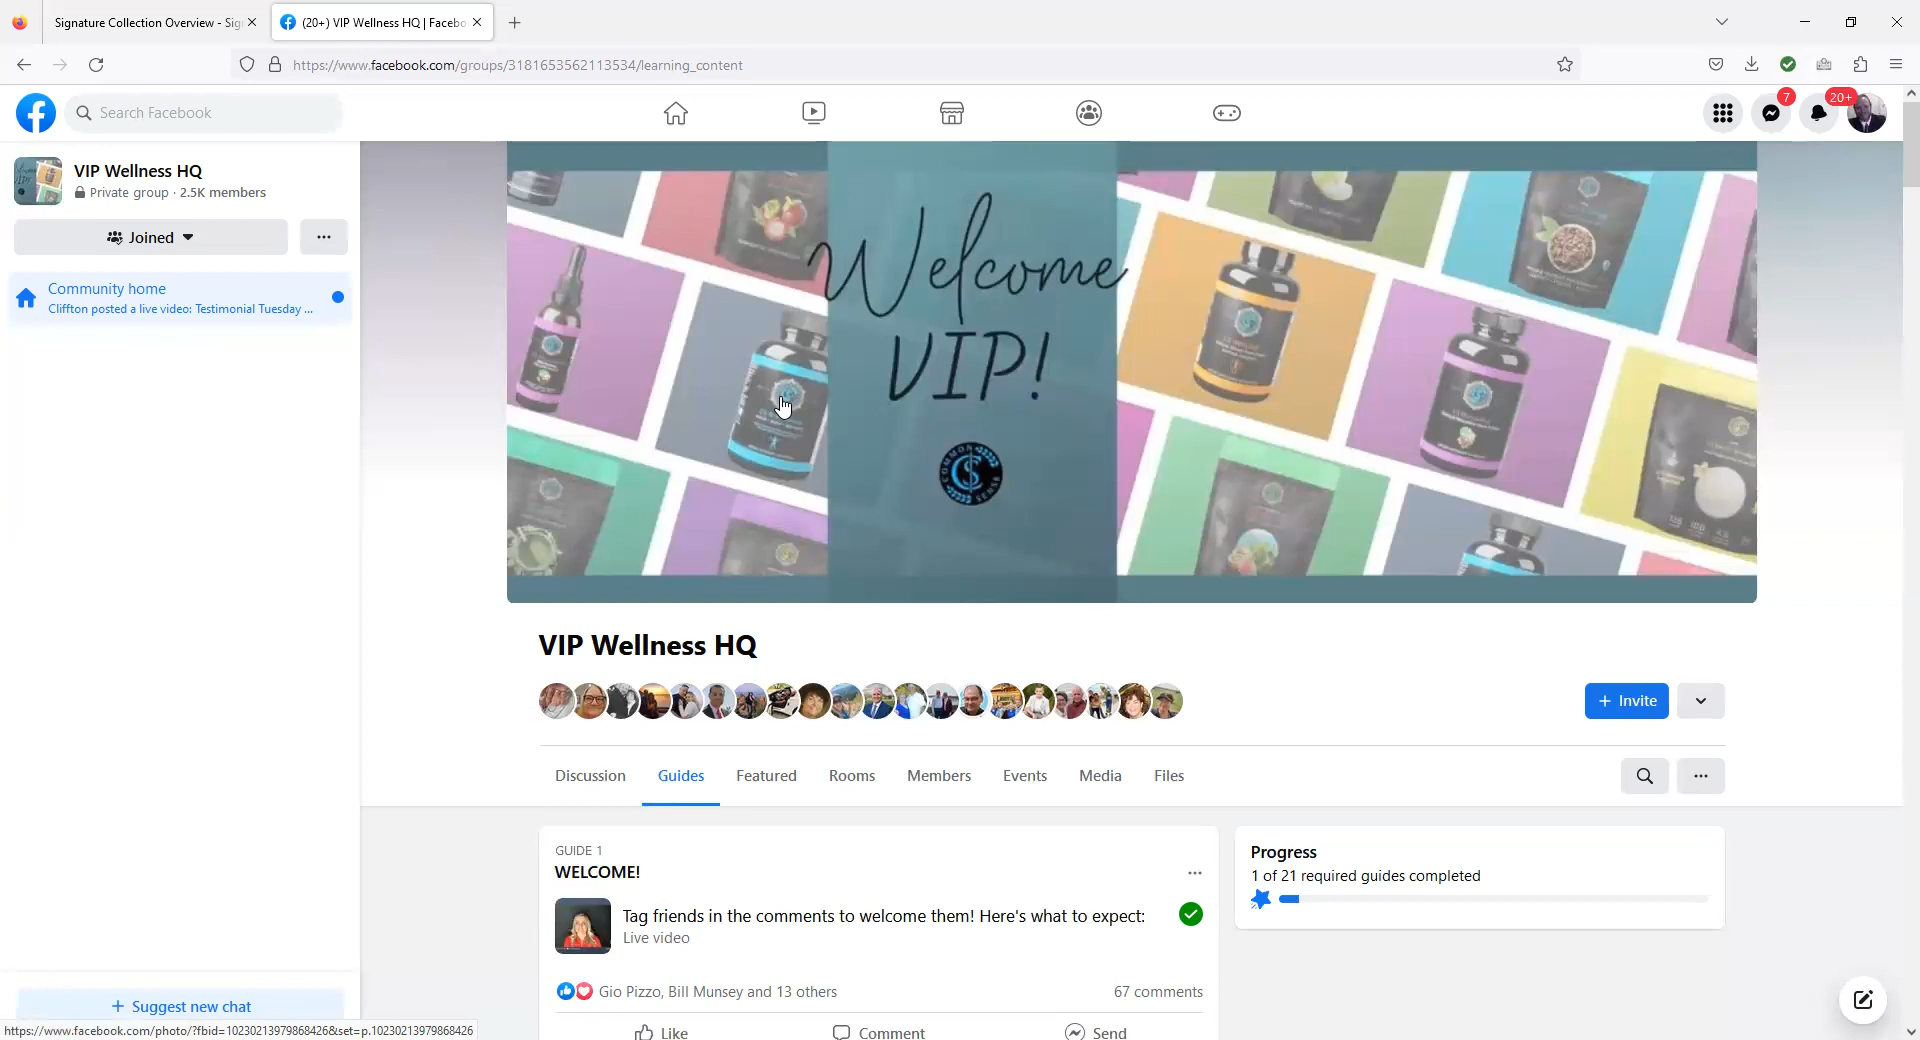 Signature Collection Overview - Sig
(20+) VIP Wellness HQ | Facebo
https://www.facebook.com/groups/3181653562113534/learning_content
Search Facebook
7
20+
VIP Wellness HQ
Private group · 2.5K members
Joined
Community home
Cliffton posted a live video: Testimonial Tuesday ...
Welcome
VIP!
COMMON
SENSE
VIP Wellness HQ
+ Invite
Discussion Guides Featured Rooms Members Events Media Files
GUIDE 1
WELCOME!
Tag friends in the comments to welcome them! Here's what to expect:
Live video
Gio Pizzo, Bill Munsey and 13 others
67 comments
Like Comment Send
Progress
1 of 21 required guides completed
+ Suggest new chat
https://www.facebook.com/photo/?fbid=10230213979868426&set=p.10230213979868426